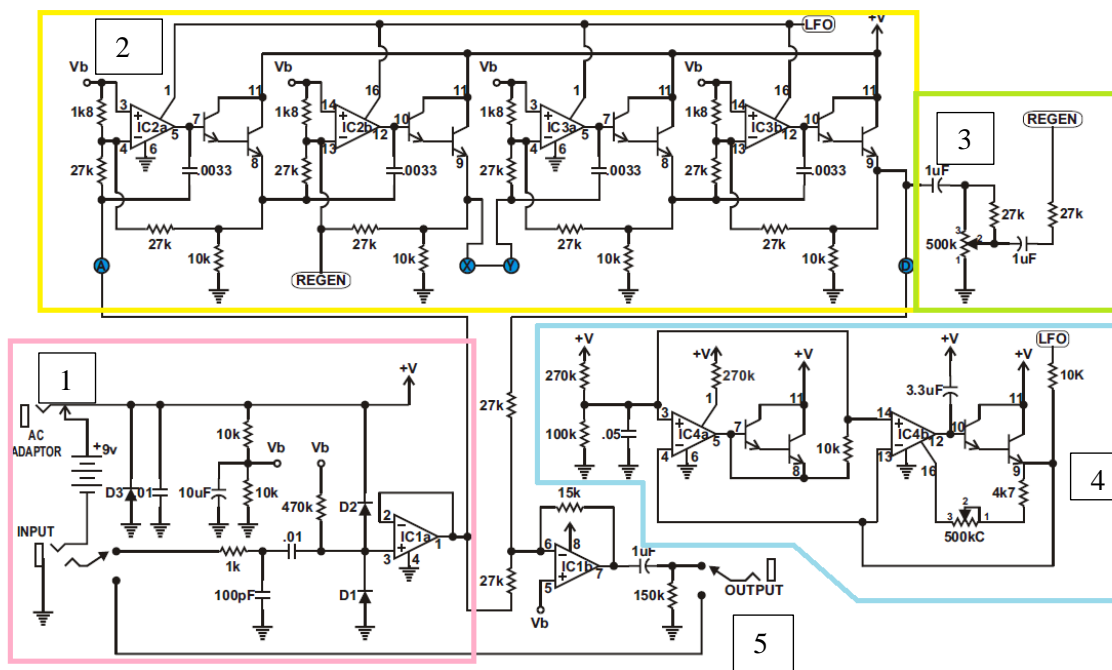 2
LFO
+V
Vb
1
Vb
16
Vb
1
Vb
16
1k8
3
IC2a
4
5
6
7
11
8
1k8
14
IC2b
13
12
10
11
9
1k8
3
IC3a
4
5
6
7
11
8
1k8
14
IC3b
13
12
10
11
9
27k
.0033
27k
.0033
27k
.0033
27k
.0033
27k
10k
27k
10k
27k
10k
27k
10k
A
REGEN
X
Y
D
3
REGEN
1uF
27k
27k
500k
3
2
1
1uF
1
+V
AC
ADAPTOR
+9v
10k
Vb
Vb
D3
01
10uF
10k
470k
D2
INPUT
.01
2
IC1a
1
3
4
1k
100pF
D1
27k
27k
15k
6
8
IC1b
7
5
Vb
1uF
150k
OUTPUT
5
+V
270k
100k
.05
+V
270k
1
+V
3
IC4a
4
5
6
7
11
8
10k
+V
3.3uF
+V
LFO
10K
14
IC4b
13
12
10
11
9
16
4k7
3
2
1
500kC
4